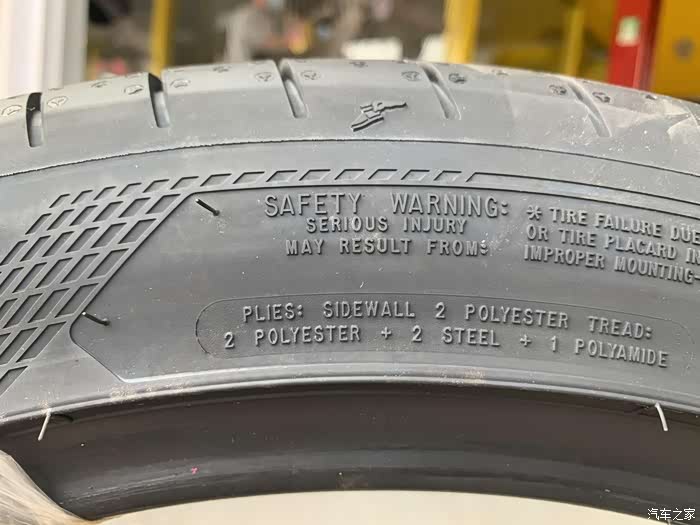 SAFETY WARNING:
SERIOUS INJURY
MAY RESULT FROM:
* TIRE FAILURE DUE
OR TIRE PLACARD IN
IMPROPER MOUNTING-
PLIES: SIDEWALL 2 POLYESTER TREAD:
2 POLYESTER + 2 STEEL + 1 POLYAMIDE
汽车之家